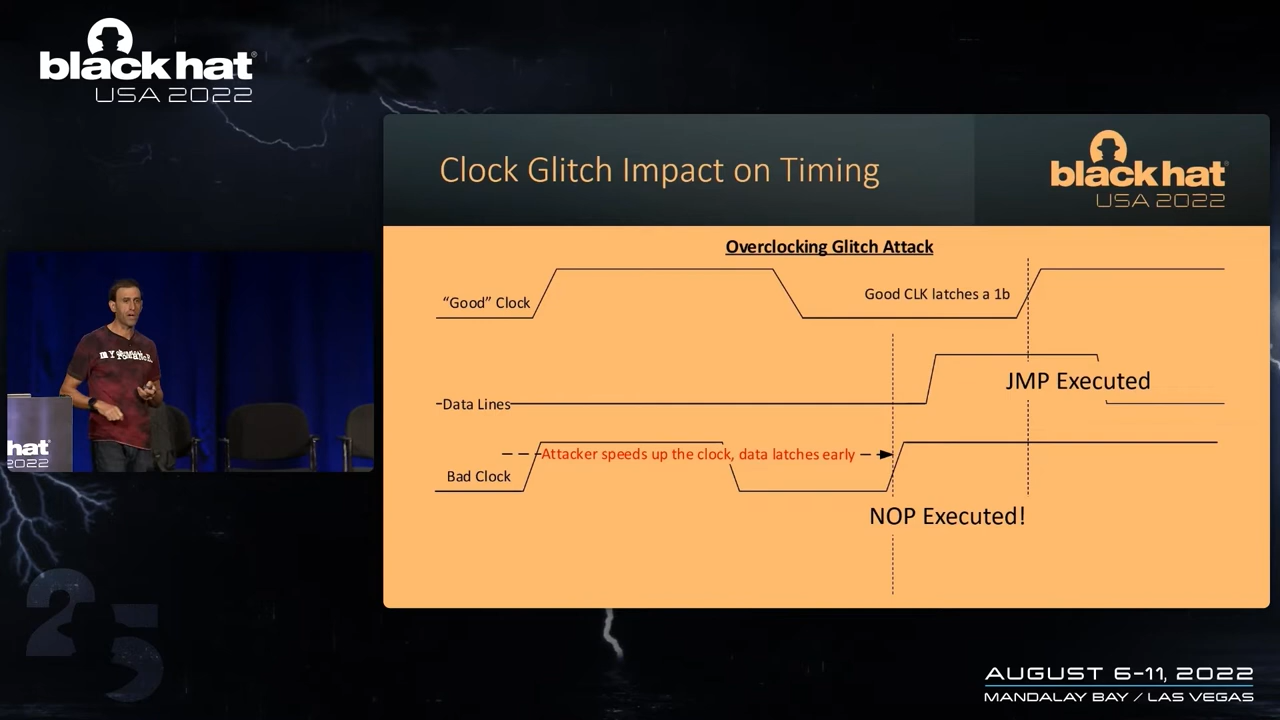 black hat
USA 2022
Clock Glitch Impact on Timing
black hat
USA 2022
Overclocking Glitch Attack
“Good” Clock
Good CLK latches a 1b
JMP Executed
Data Lines
Attacker speeds up the clock, data latches early
Bad Clock
NOP Executed!
hat
2022
25
AUGUST 6-11, 2022
MANDALAY BAY / LAS VEGAS